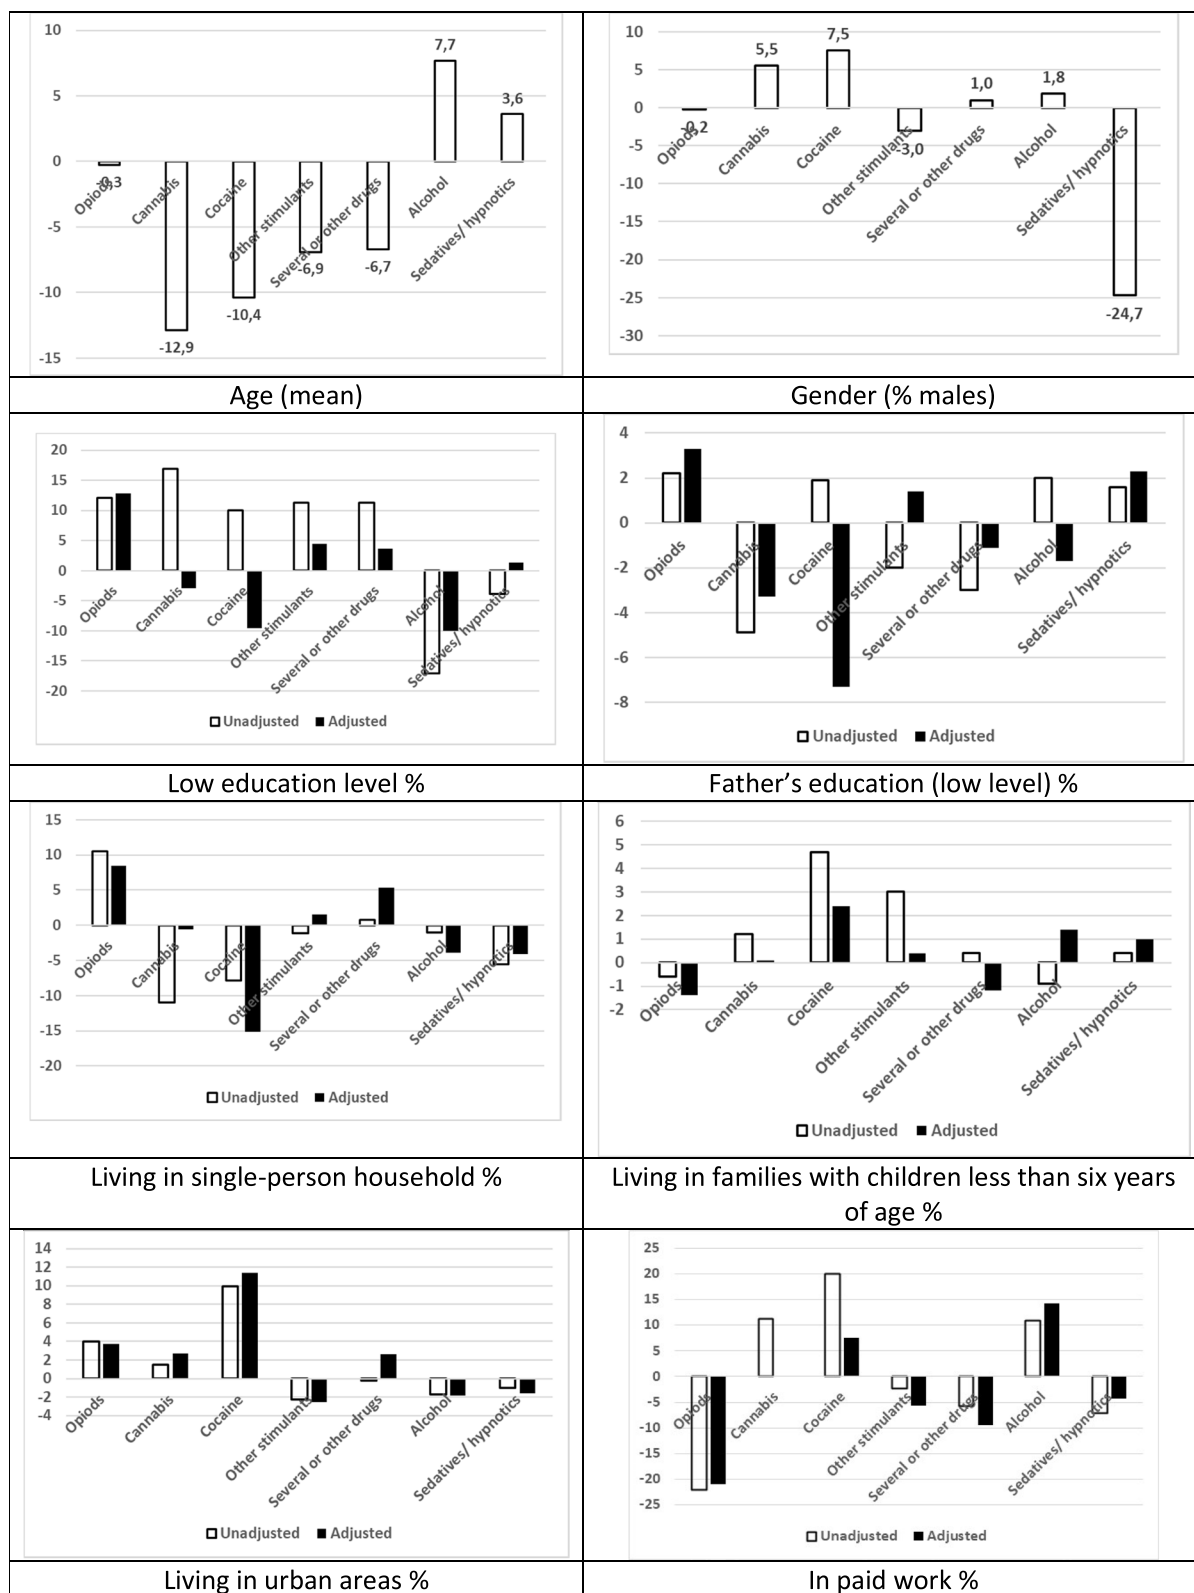 10
5
0
-5
-10
-15
-0,3
-12,9
-10,4
-6,9
-6,7
7,7
3,6
Opiods
Cannabis
Cocaine
Other stimulants
Several or other drugs
Alcohol
Sedatives/ hypnotics
Age (mean)
10
5
0
-5
-10
-15
-20
-25
-30
-0,2
5,5
7,5
-3,0
1,0
1,8
-24,7
Opiods
Cannabis
Cocaine
Other stimulants
Several or other drugs
Alcohol
Sedatives/ hypnotics
Gender (% males)
20
15
10
5
0
-5
-10
-15
-20
Opiods
Cannabis
Cocaine
Other stimulants
Several or other drugs
Alcohol
Sedatives/ hypnotics
Unadjusted Adjusted
Low education level %
4
2
0
-2
-4
-6
-8
Opiods
Cannabis
Cocaine
Other stimulants
Several or other drugs
Alcohol
Sedatives/ hypnotics
Unadjusted Adjusted
Father’s education (low level) %
15
10
5
0
-5
-10
-15
-20
Opiods
Cannabis
Cocaine
Other stimulants
Several or other drugs
Alcohol
Sedatives/ hypnotics
Unadjusted Adjusted
Living in single-person household %
6
5
4
3
2
1
0
-1
-2
Opiods
Cannabis
Cocaine
Other stimulants
Several or other drugs
Alcohol
Sedatives/ hypnotics
Unadjusted Adjusted
Living in families with children less than six years
of age %
14
12
10
8
6
4
2
0
-2
-4
Opiods
Cannabis
Cocaine
Other stimulants
Several or other drugs
Alcohol
Sedatives/ hypnotics
Unadjusted Adjusted
Living in urban areas %
25
20
15
10
5
0
-5
-10
-15
-20
-25
Opiods
Cannabis
Cocaine
Other stimulants
Several or other drugs
Alcohol
Sedatives/ hypnotics
Unadjusted Adjusted
In paid work %